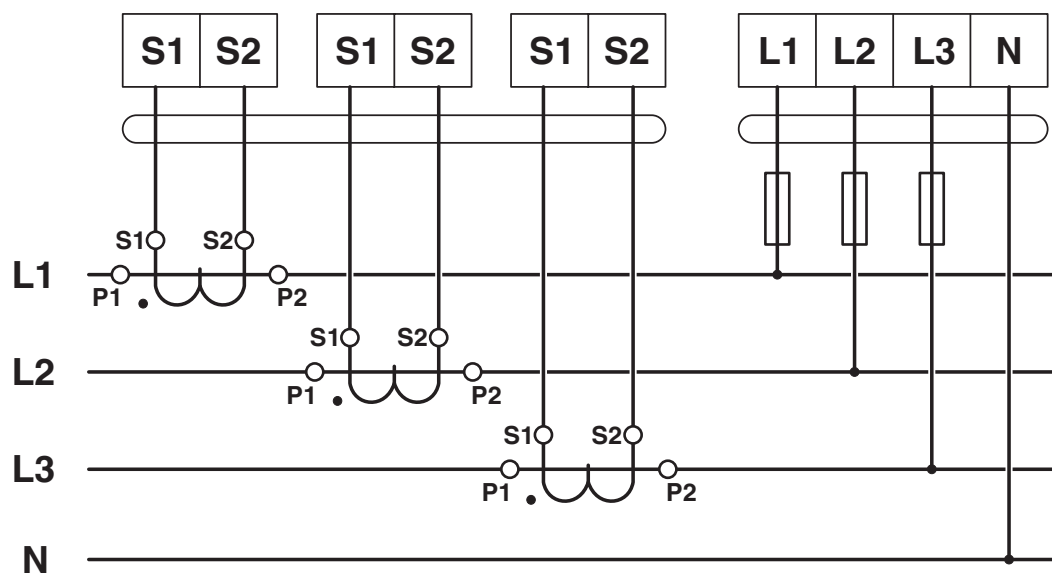 S1 S2 S1 S2 S1 S2 L1 L2 L3 N
S1 S2
L1
P1 P2
S1 S2
L2
P1 P2
S1 S2
L3
P1 P2
N